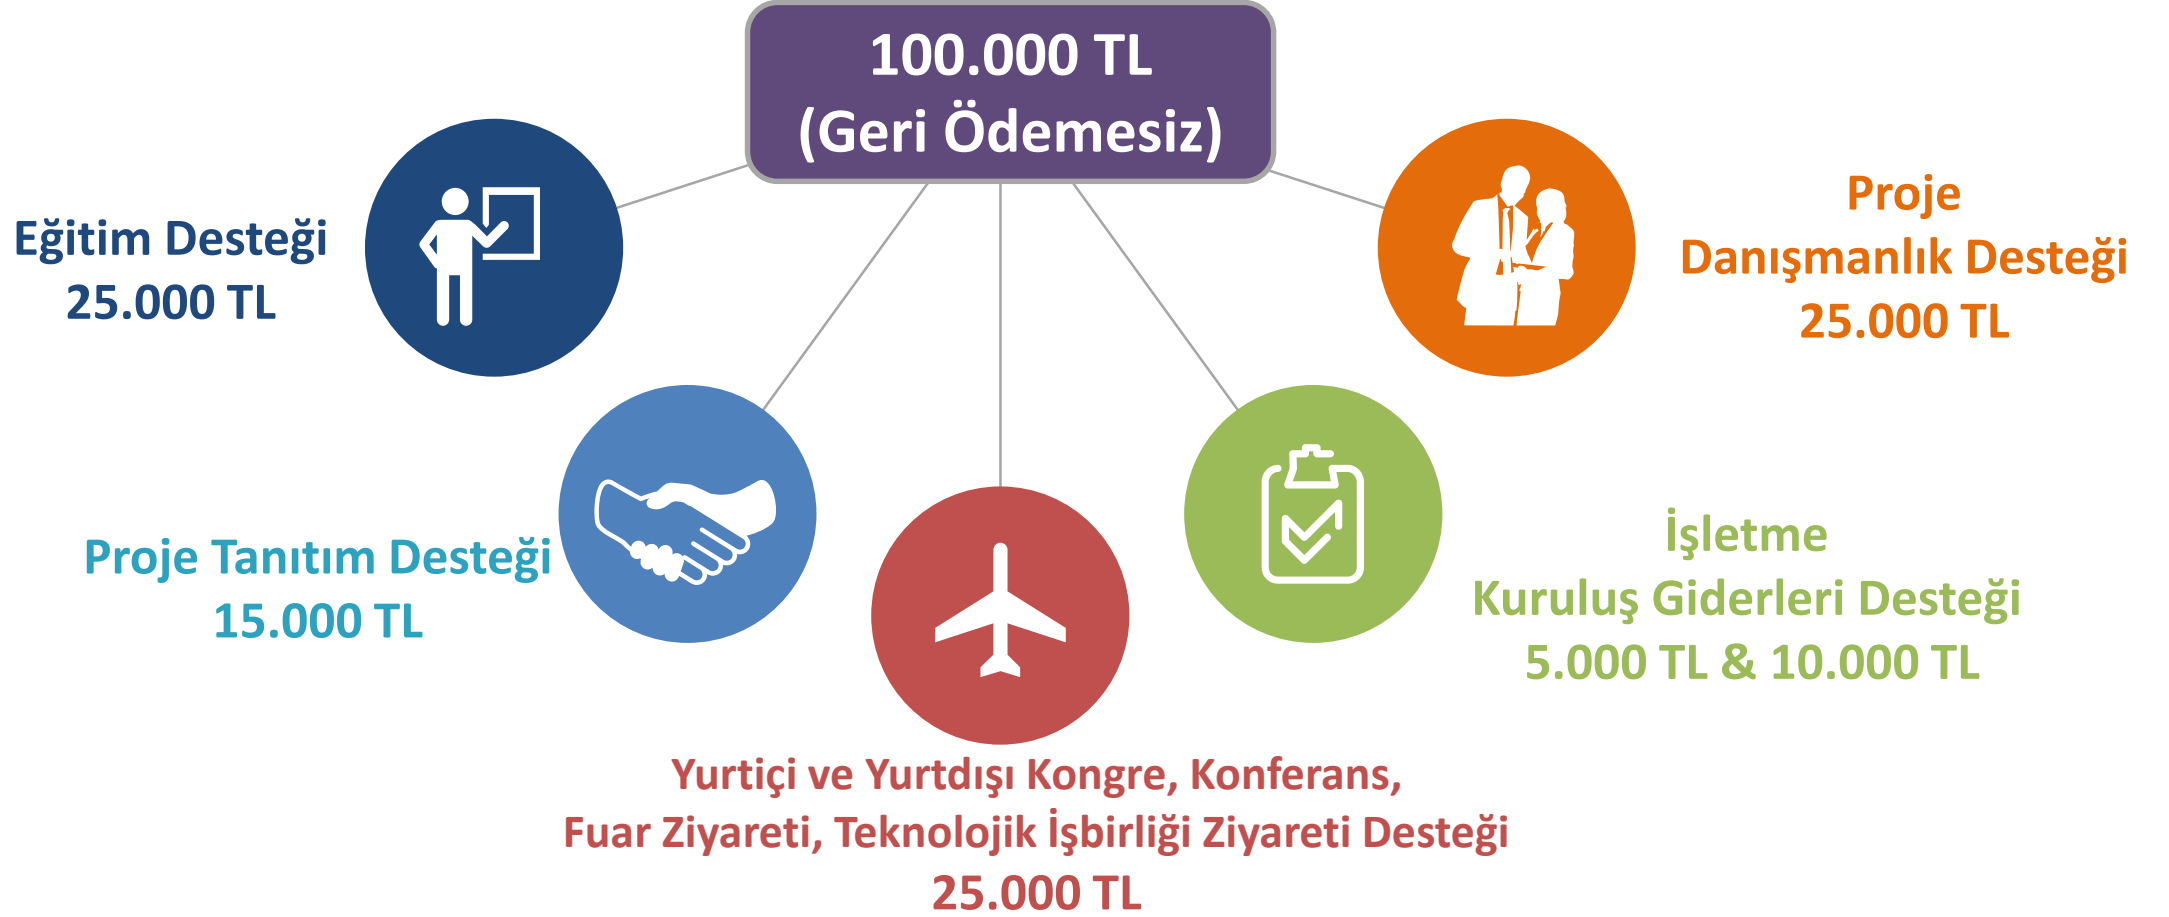 100.000 TL
(Geri Ödemesiz)
Eğitim Desteği
25.000 TL
Proje
Danışmanlık Desteği
25.000 TL
Proje Tanıtım Desteği
15.000 TL
İşletme
Kuruluş Giderleri Desteği
5.000 TL & 10.000 TL
Yurtiçi ve Yurtdışı Kongre, Konferans,
Fuar Ziyareti, Teknolojik İşbirliği Ziyareti Desteği
25.000 TL